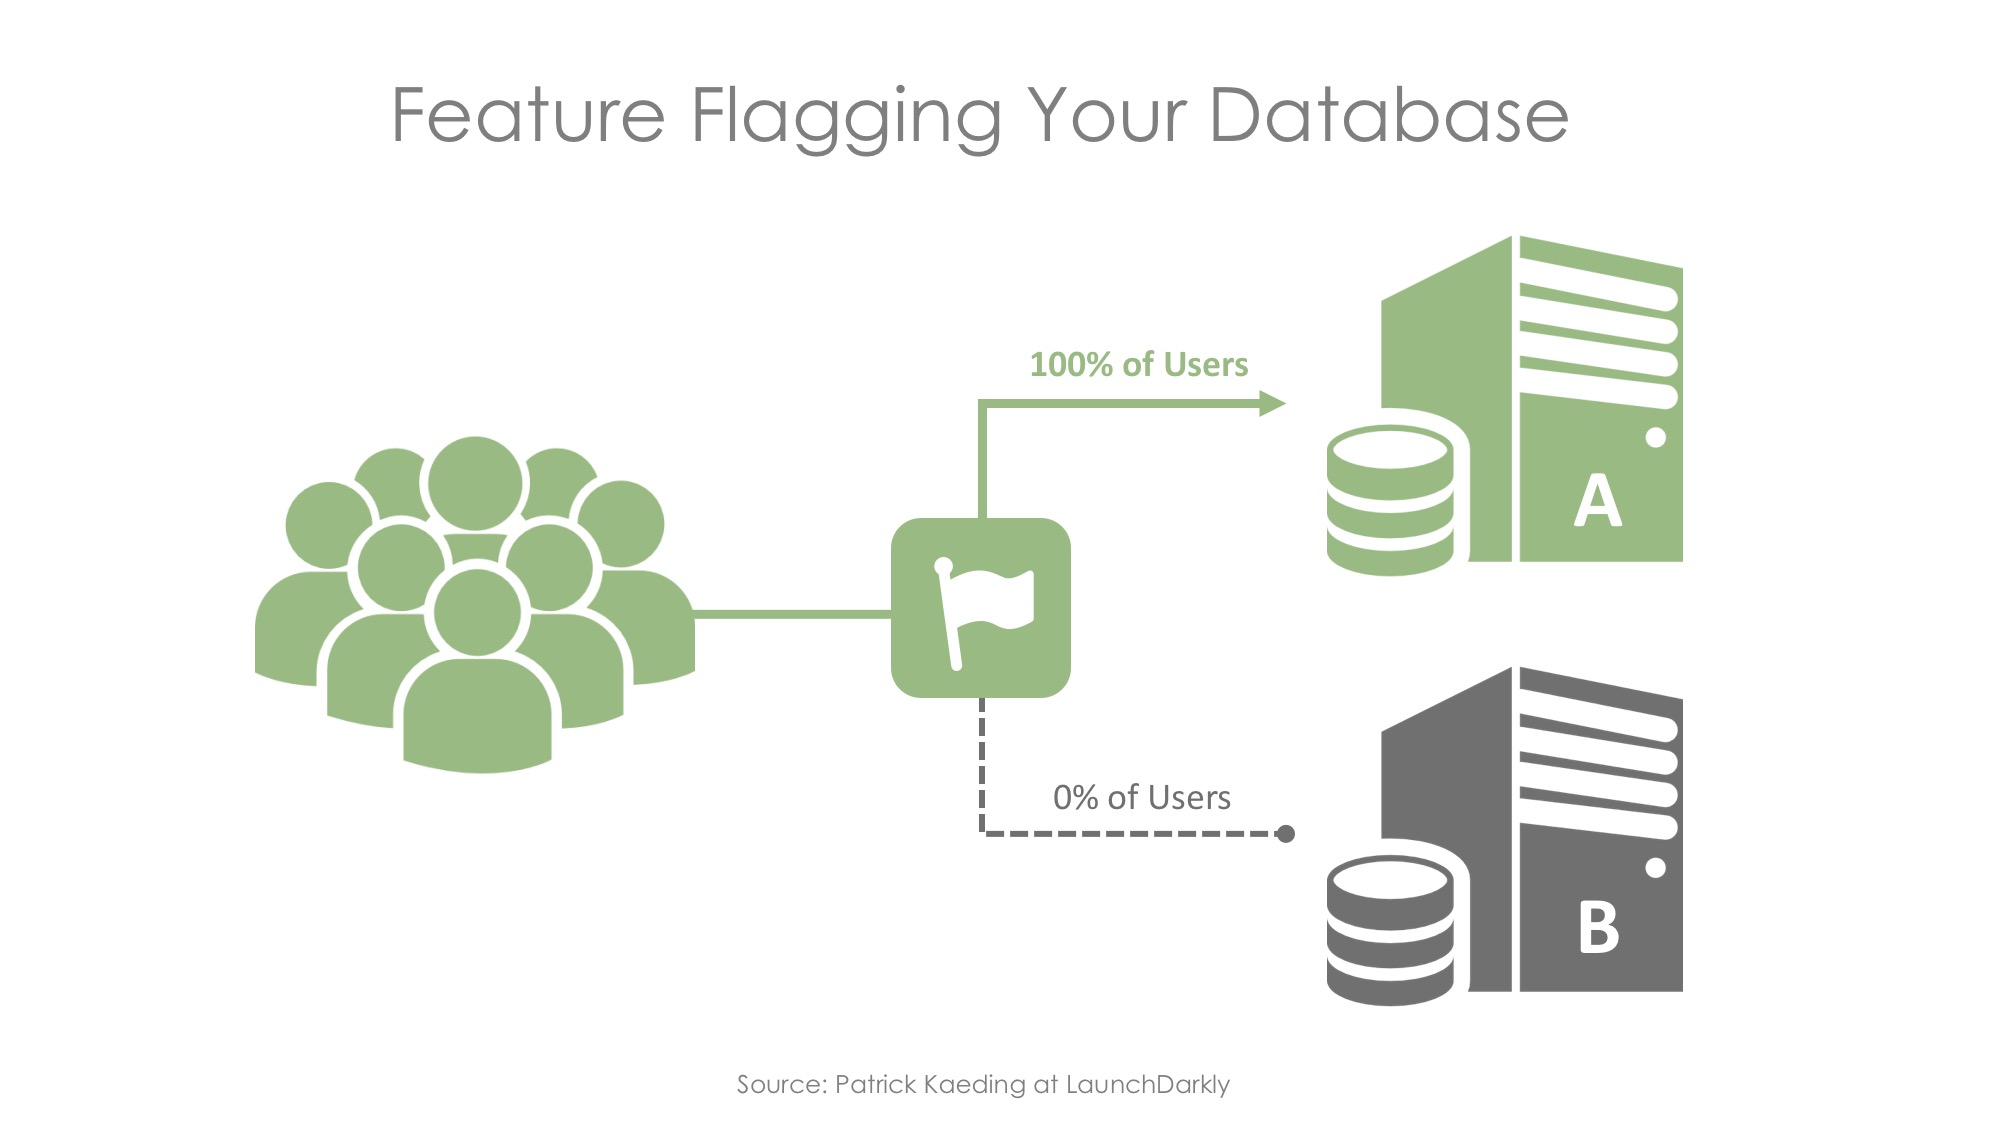 Feature Flagging Your Database
100% of Users
A
0% of Users
B
Source: Patrick Kaeding at LaunchDarkly